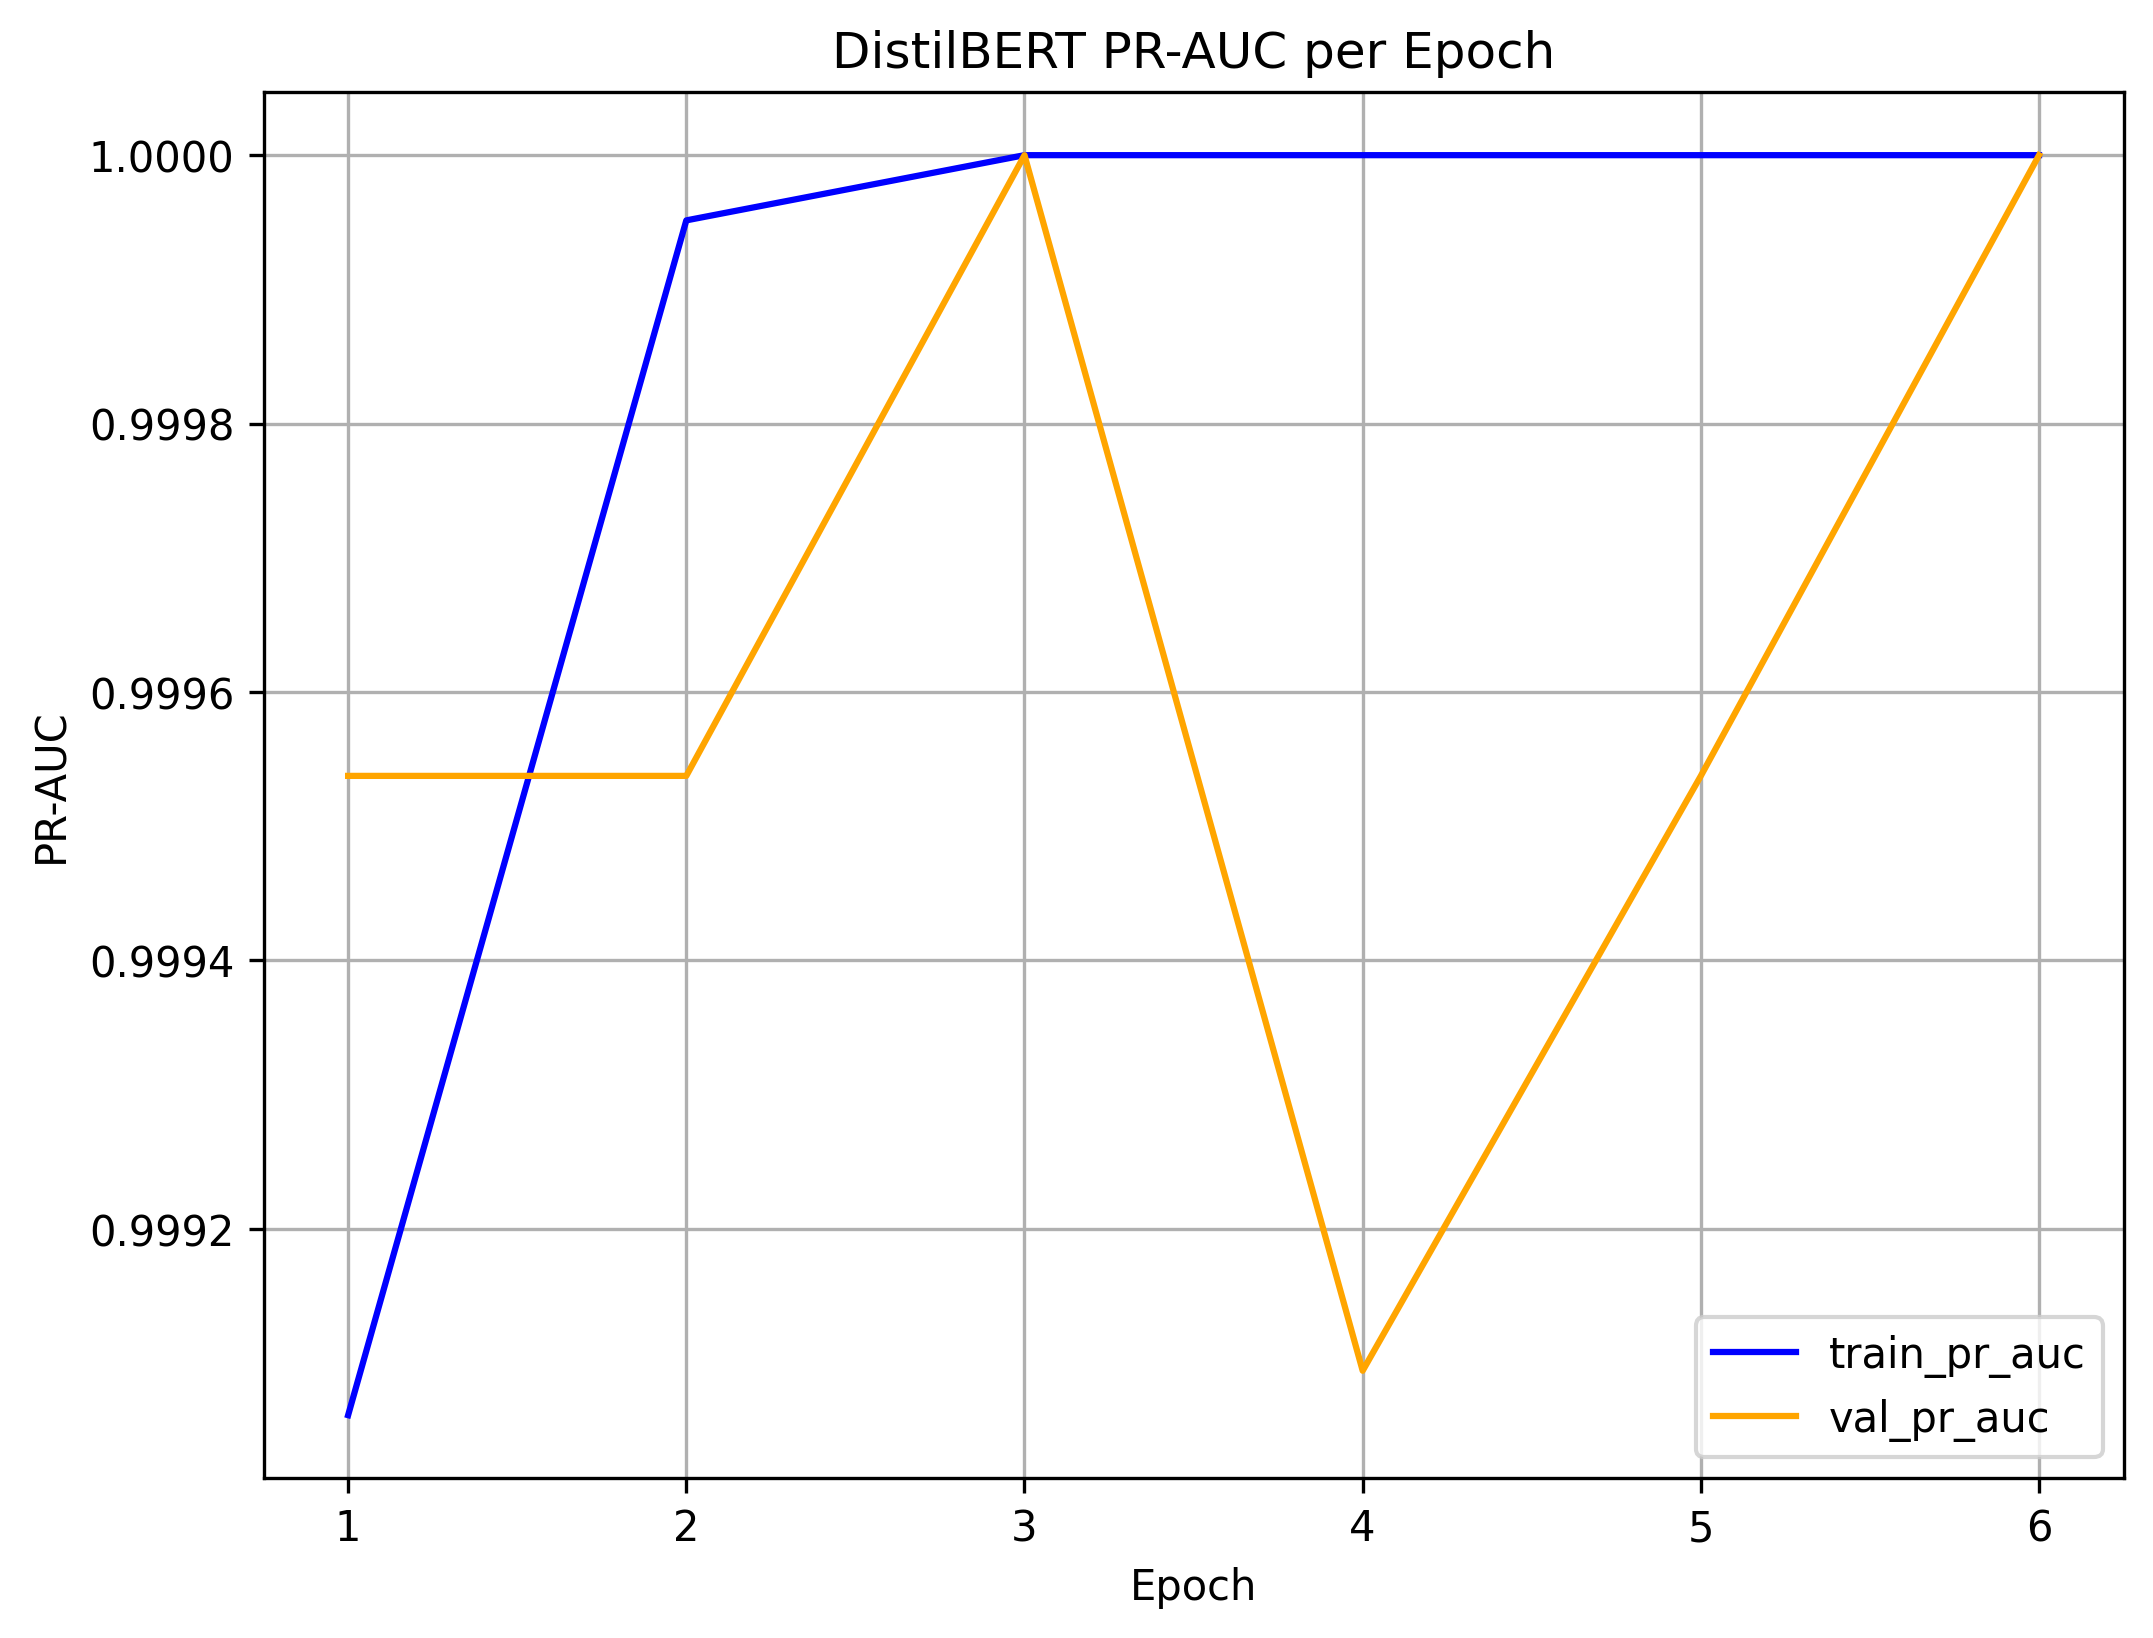 DistilBERT PR-AUC per Epoch
1.0000
0.9998
0.9996
0.9994
0.9992
PR-AUC
1 2 3 4 5 6
Epoch
train_pr_auc
val_pr_auc